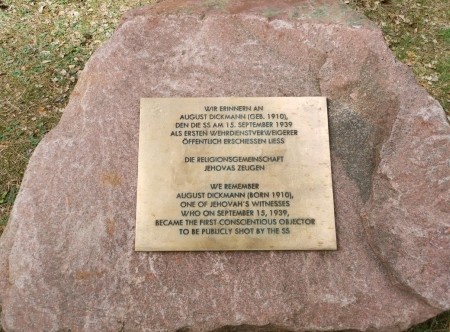 WIR ERINNERN AN
AUGUST DICKMANN (GEB. 1910),
DEN DIE SS AM 15. SEPTEMBER 1939
ALS ERSTEN WEHRDIENSTVERWEIGERER
ÖFFENTLICH ERSCHIESSEN LIESS
DIE RELIGIONSGEMEINSCHAFT
JEHOVAS ZEUGEN
WE REMEMBER
AUGUST DICKMANN (BORN 1910),
ONE OF JEHOVAH'S WITNESSES
WHO ON SEPTEMBER 15, 1939,
BECAME THE FIRST CONSCIENTIOUS OBJECTOR
TO BE PUBLICLY SHOT BY THE SS